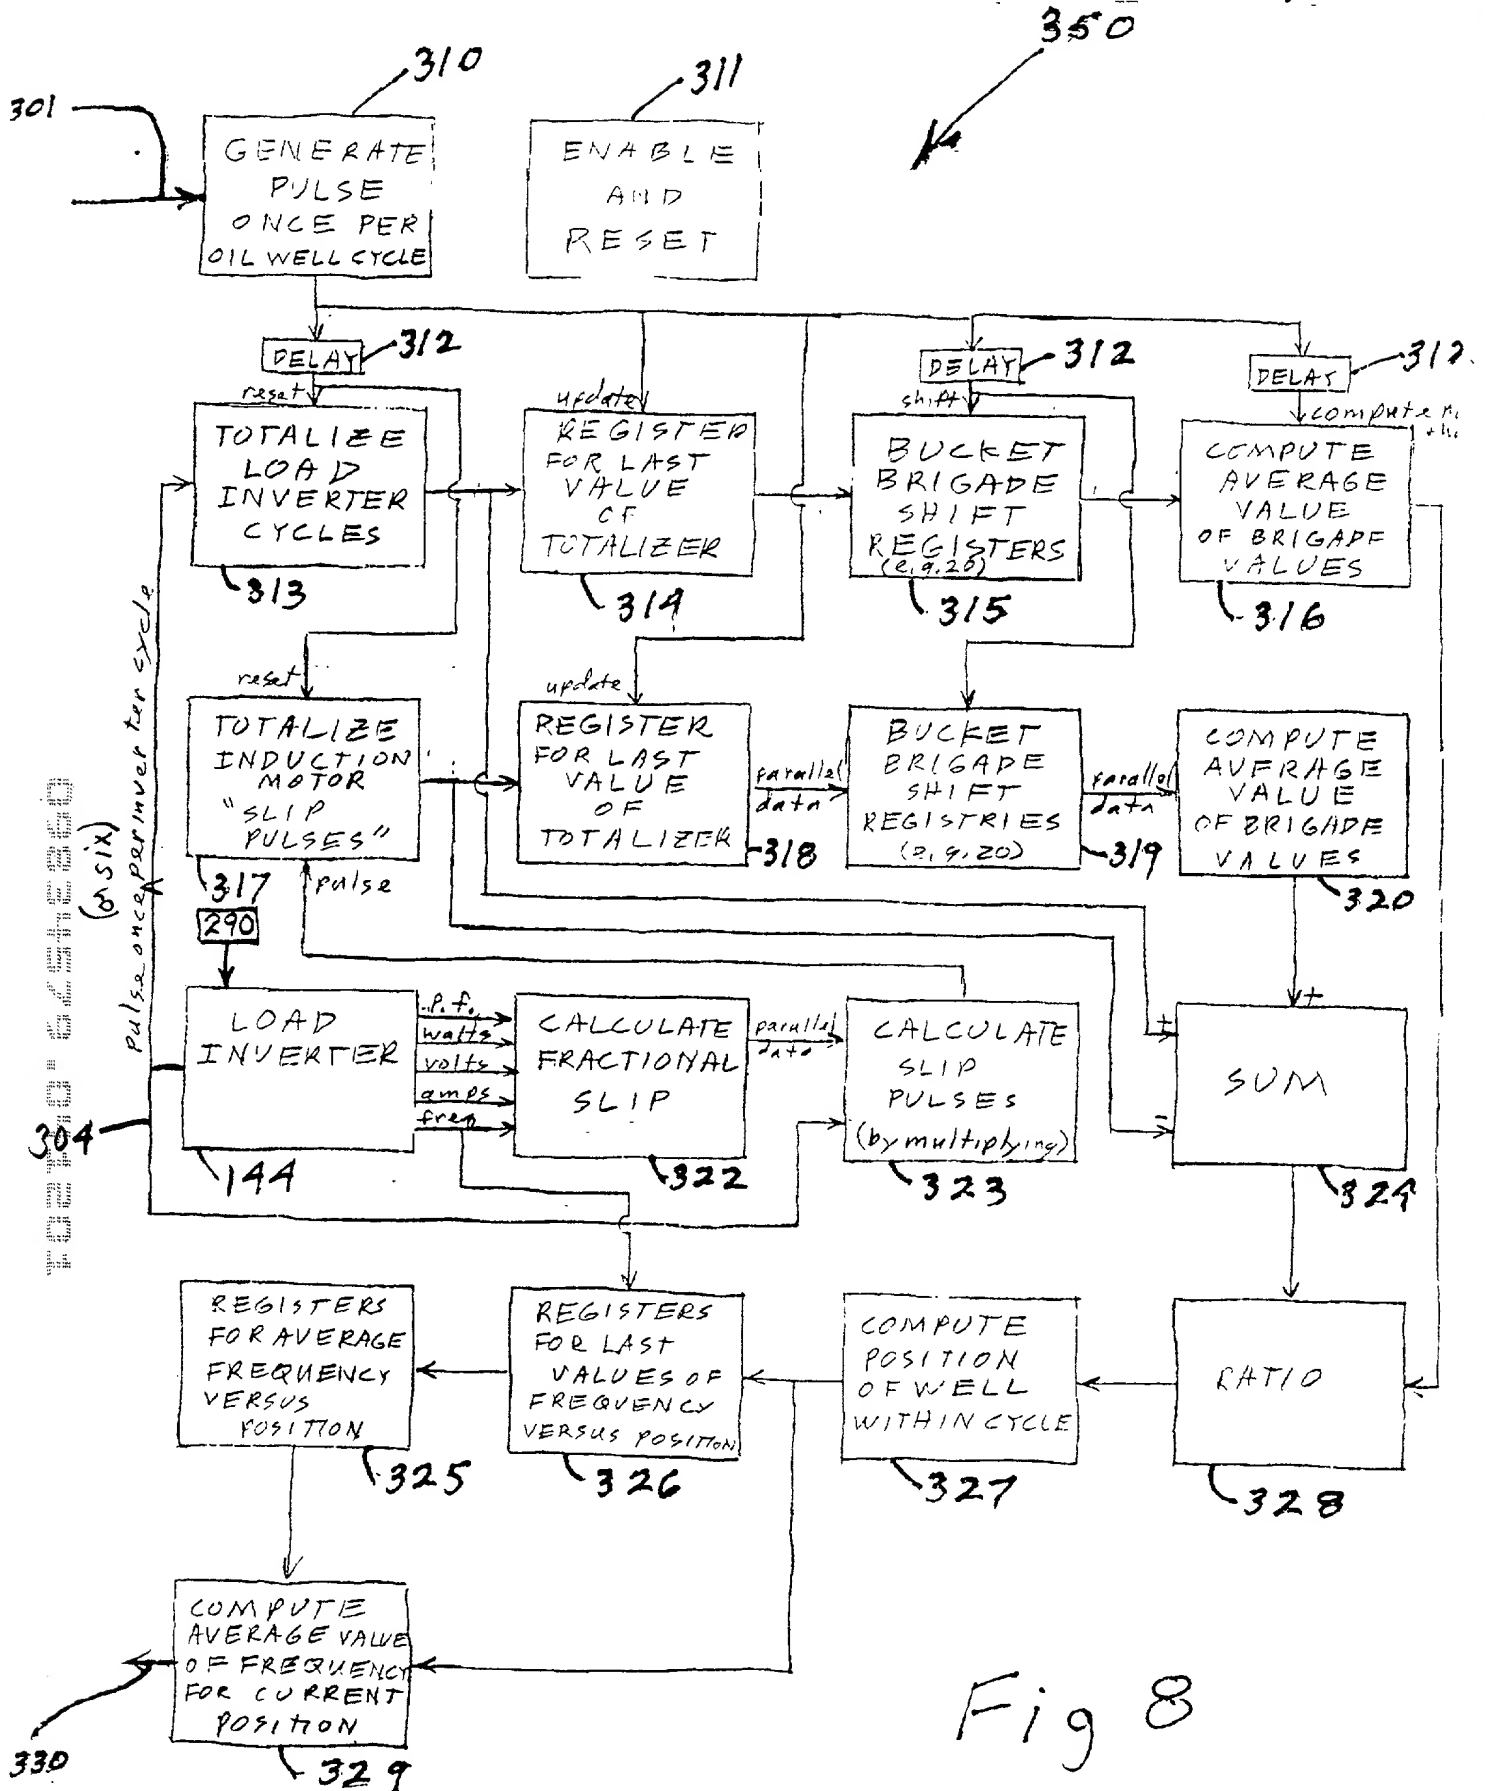 350
310
311
301
GENERATE
PULSE
ONCE PER
OIL WELL CYCLE
ENABLE
AND
RESET
DELAY
312
DELAY
312
DELAY
312
reset
update
shift
compute
TOTALIZE
LOAD
INVERTER
CYCLES
313
REGISTER
FOR LAST
VALUE
OF
TOTALIZER
314
BUCKET
BRIGADE
SHIFT
REGISTERS
(e.g. 20)
315
COMPUTE
AVERAGE
VALUE
OF BRIGADE
VALUES
316
pulse once per inverter cycle
(or six)
reset
update
TOTALIZE
INDUCTION
MOTOR
"SLIP
PULSES"
317
pulse
REGISTER
FOR LAST
VALUE
OF
TOTALIZER
318
parallel
data
BUCKET
BRIGADE
SHIFT
REGISTRIES
(e.g. 20)
319
parallel
data
COMPUTE
AVERAGE
VALUE
OF BRIGADE
VALUES
320
290
LOAD
INVERTER
144
304
p.f.
watts
volts
amps
freq
CALCULATE
FRACTIONAL
SLIP
322
parallel
data
CALCULATE
SLIP
PULSES
(by multiplying)
323
+
+
-
SUM
324
REGISTERS
FOR AVERAGE
FREQUENCY
VERSUS
POSITION
325
REGISTERS
FOR LAST
VALUES OF
FREQUENCY
VERSUS POSITION
326
COMPUTE
POSITION
OF WELL
WITHIN CYCLE
327
RATIO
328
COMPUTE
AVERAGE VALUE
OF FREQUENCY
FOR CURRENT
POSITION
329
330
Fig 8